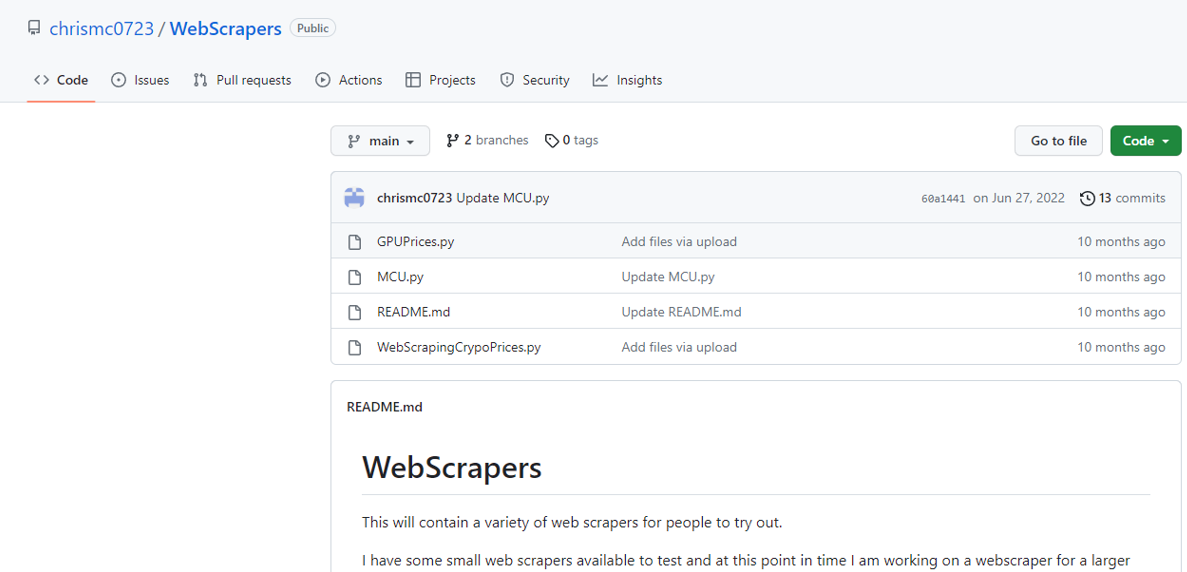 chrismc0723 / WebScrapers Public
Code Issues Pull requests Actions Projects Security Insights
main 2 branches 0 tags Go to file Code
chrismc0723 Update MCU.py 60a1441 on Jun 27, 2022 13 commits
GPUPrices.py Add files via upload 10 months ago
MCU.py Update MCU.py 10 months ago
README.md Update README.md 10 months ago
WebScrapingCrypoPrices.py Add files via upload 10 months ago
README.md
WebScrapers
This will contain a variety of web scrapers for people to try out.
I have some small web scrapers available to test and at this point in time I am working on a webscraper for a larger